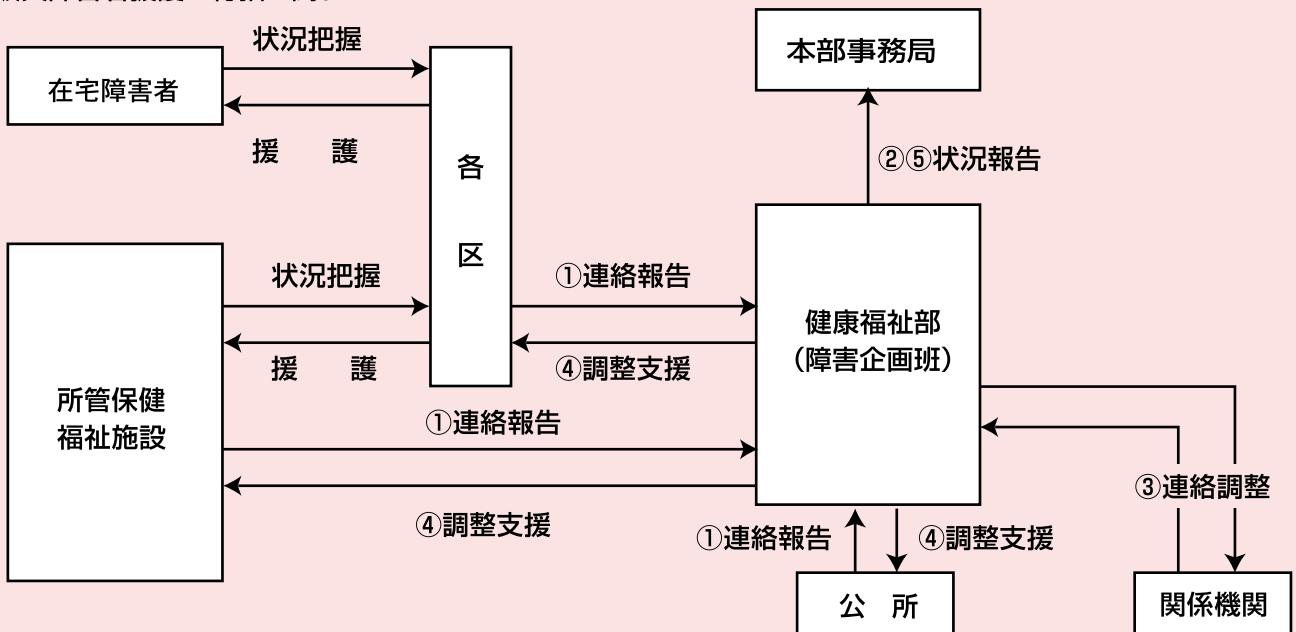 状況把握
本部事務局
在宅障害者
援　　護
各
区
②⑤状況報告
状況把握
①連絡報告
健康福祉部
（障害企画班）
援　　護
④調整支援
所管保健
福祉施設
①連絡報告
④調整支援
③連絡調整
①連絡報告
④調整支援
公　所
関係機関